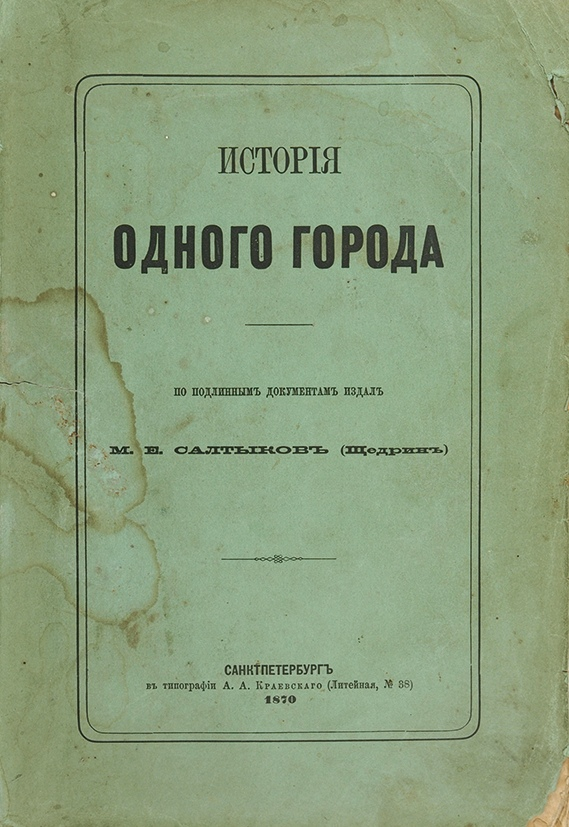 ИСТОРІЯ
ОДНОГО ГОРОДА
ПО ПОДЛИННЫМЪ ДОКУМЕНТАМЪ ИЗДАЛЪ
М. Е. САЛТЫКОВЪ (Щедринъ)
САНКТПЕТЕРБУРГЪ
въ типографіи А. А. Краевскаго (Литейная, № 38)
1870